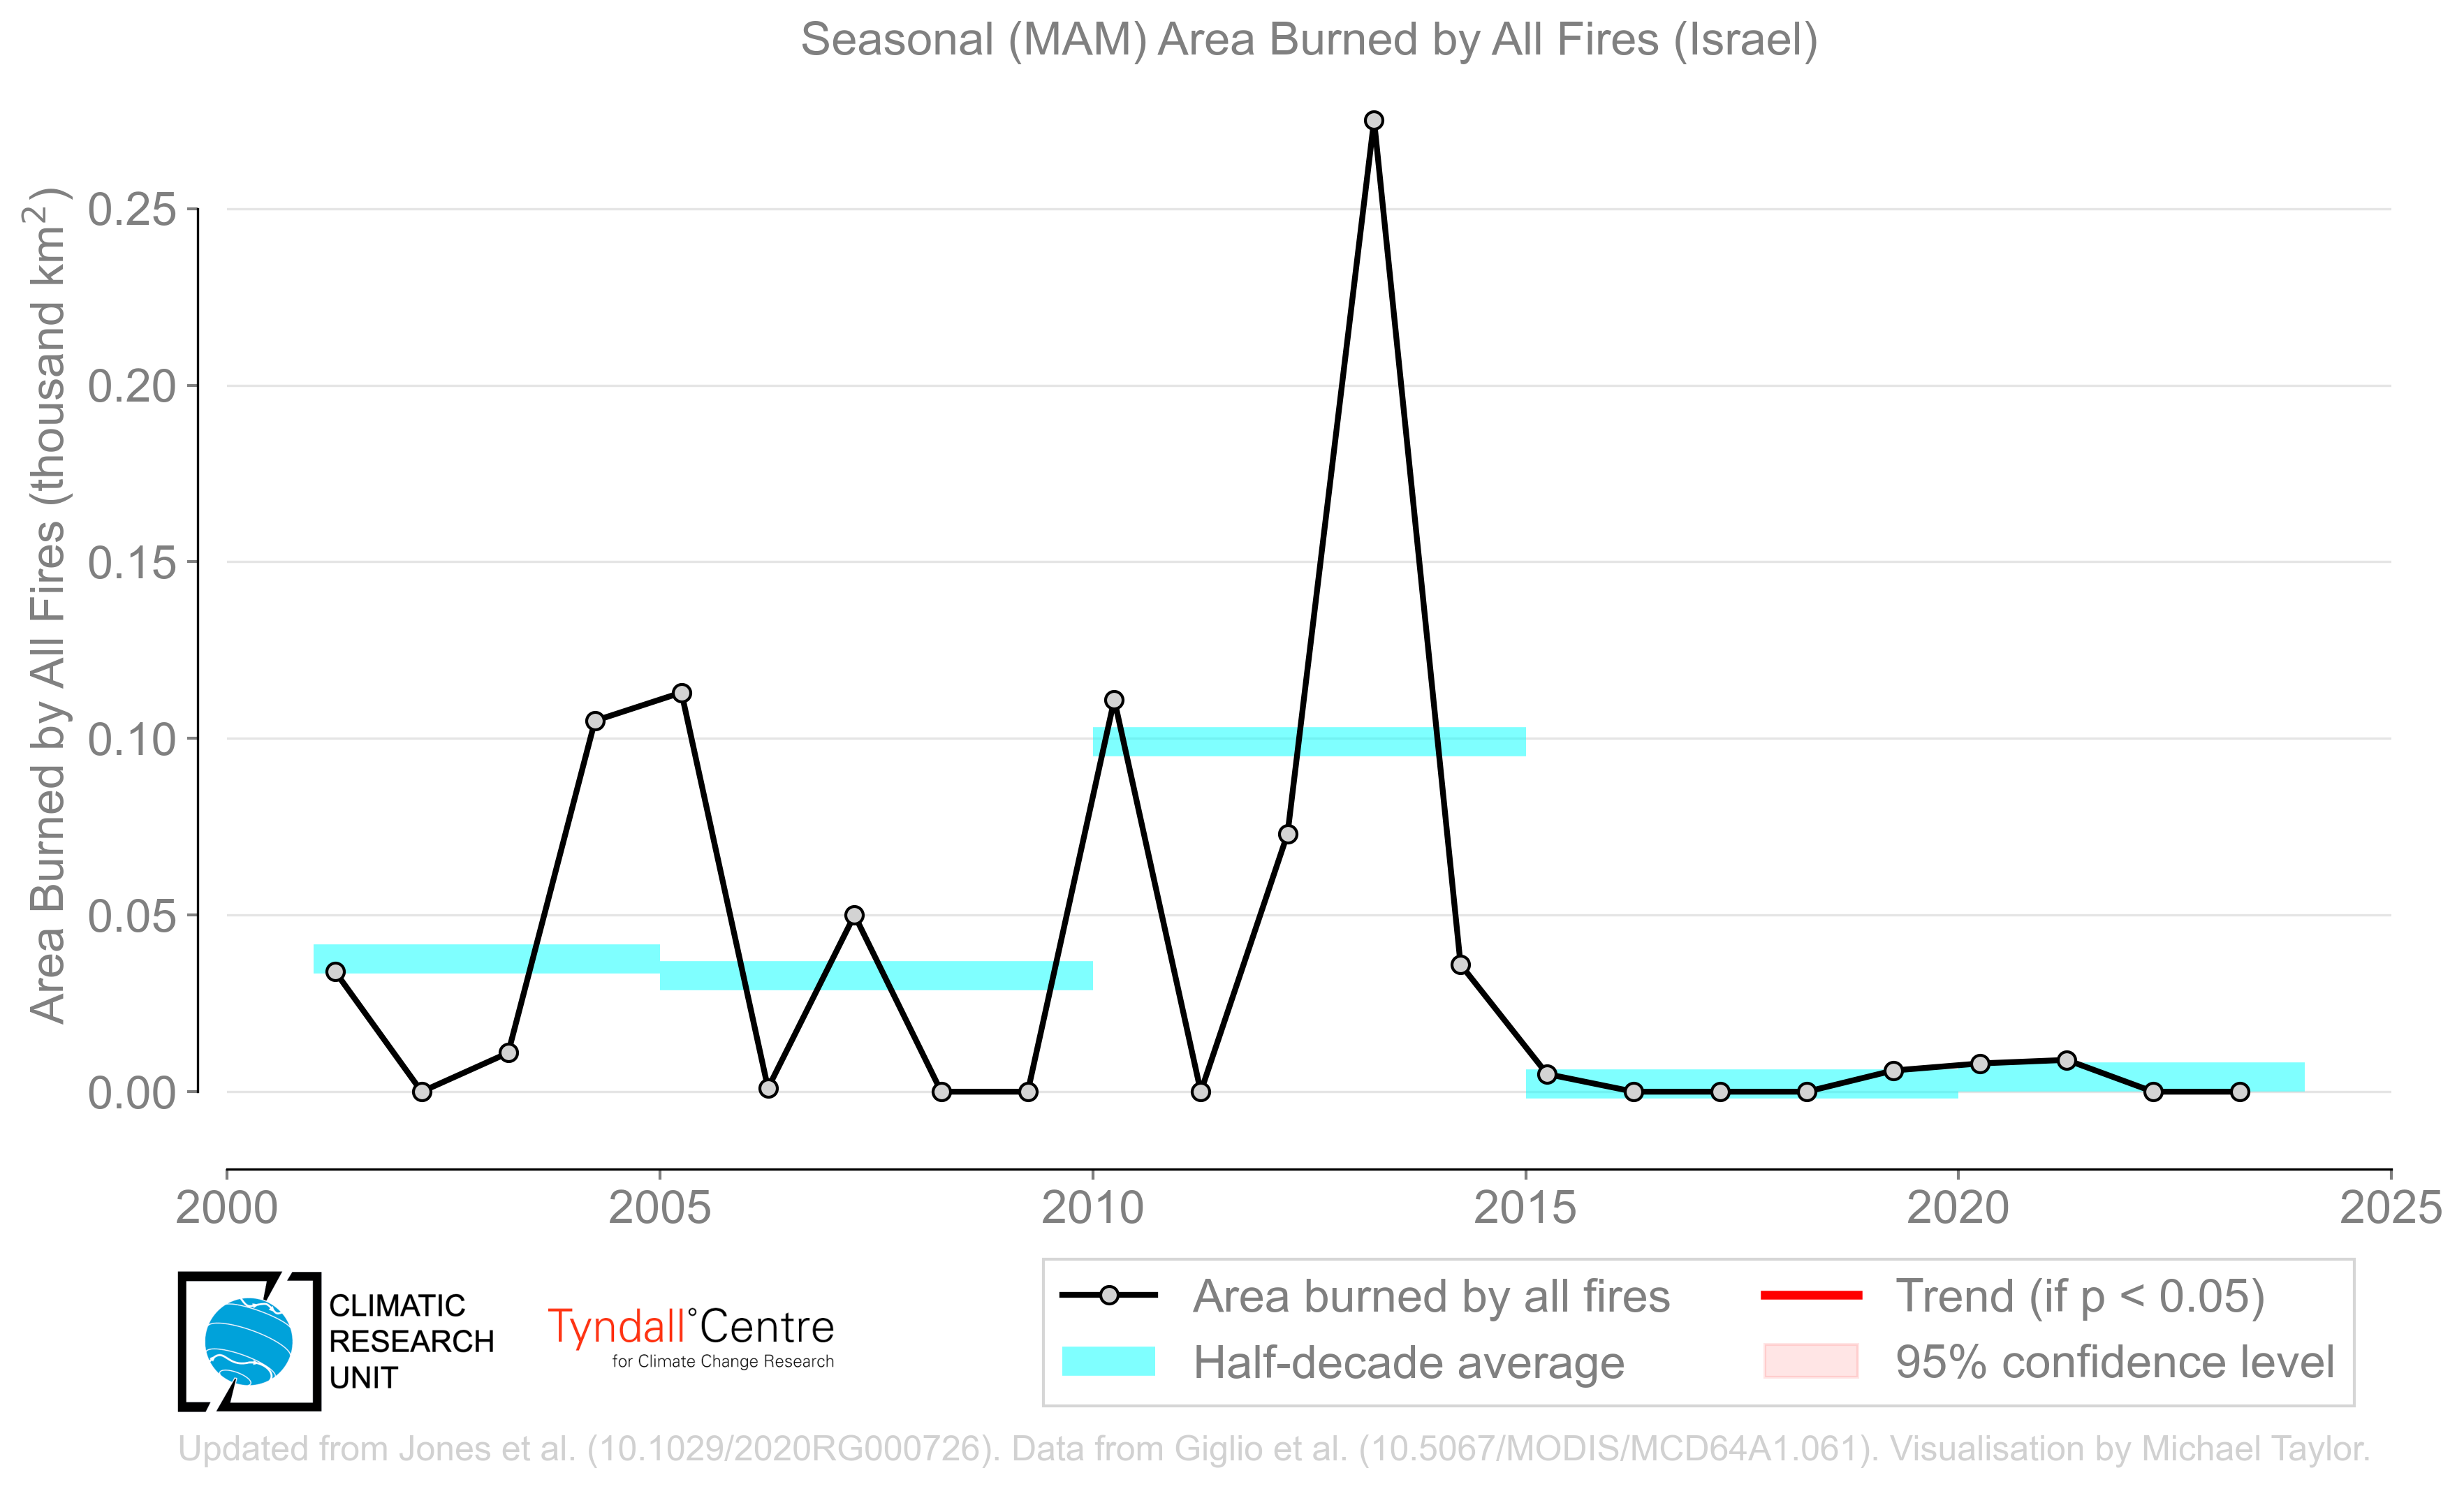 Seasonal (MAM) Area Burned by All Fires (Israel)
Area Burned by All Fires (thousand km²)
0.25
0.20
0.15
0.10
0.05
0.00
2000 2005 2010 2015 2020 2025
CLIMATIC
RESEARCH
UNIT
Tyndall°Centre
for Climate Change Research
Area burned by all fires
Half-decade average
Trend (if p < 0.05)
95% confidence level
Updated from Jones et al. (10.1029/2020RG000726). Data from Giglio et al. (10.5067/MODIS/MCD64A1.061). Visualisation by Michael Taylor.